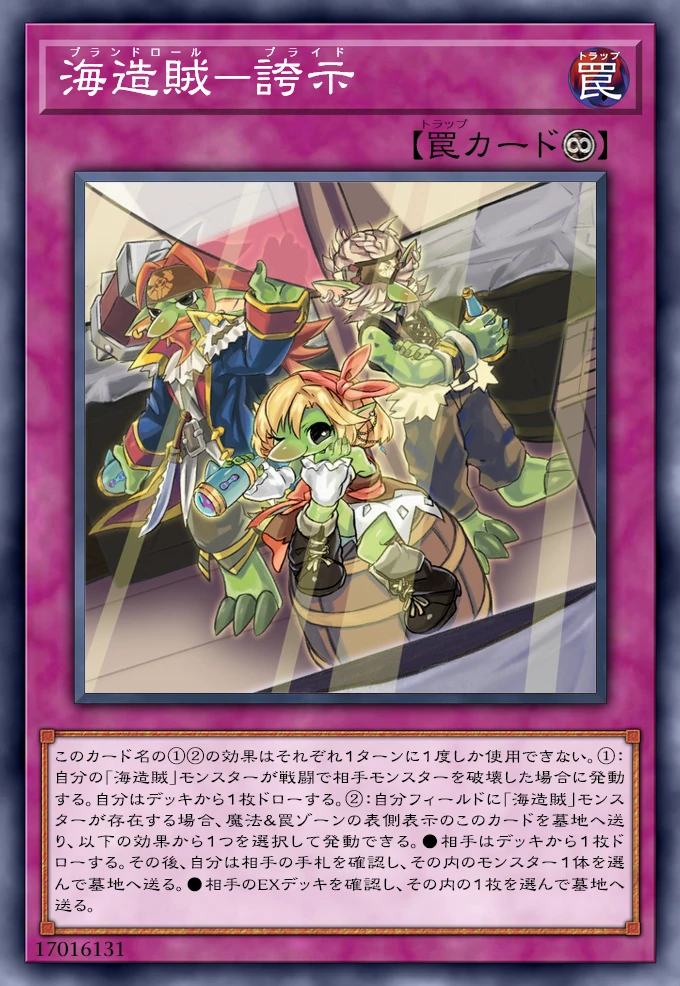 プランドロール プライド
海造賊－誇示
トラップ
罠
トラップ
【罠カード】
このカード名の①②の効果はそれぞれ1ターンに1度しか使用できない。①：
自分の「海造賊」モンスターが戦闘で相手モンスターを破壊した場合に発動
する。自分はデッキから1枚ドローする。②：自分フィールドに「海造賊」モンス
ターが存在する場合、魔法&罠ゾーンの表側表示のこのカードを墓地へ送
り、以下の効果から1つを選択して発動できる。●相手はデッキから1枚ド
ローする。その後、自分は相手の手札を確認し、その内のモンスター1体を選
んで墓地へ送る。●相手のEXデッキを確認し、その内の1枚を選んで墓地へ
送る。
17016131